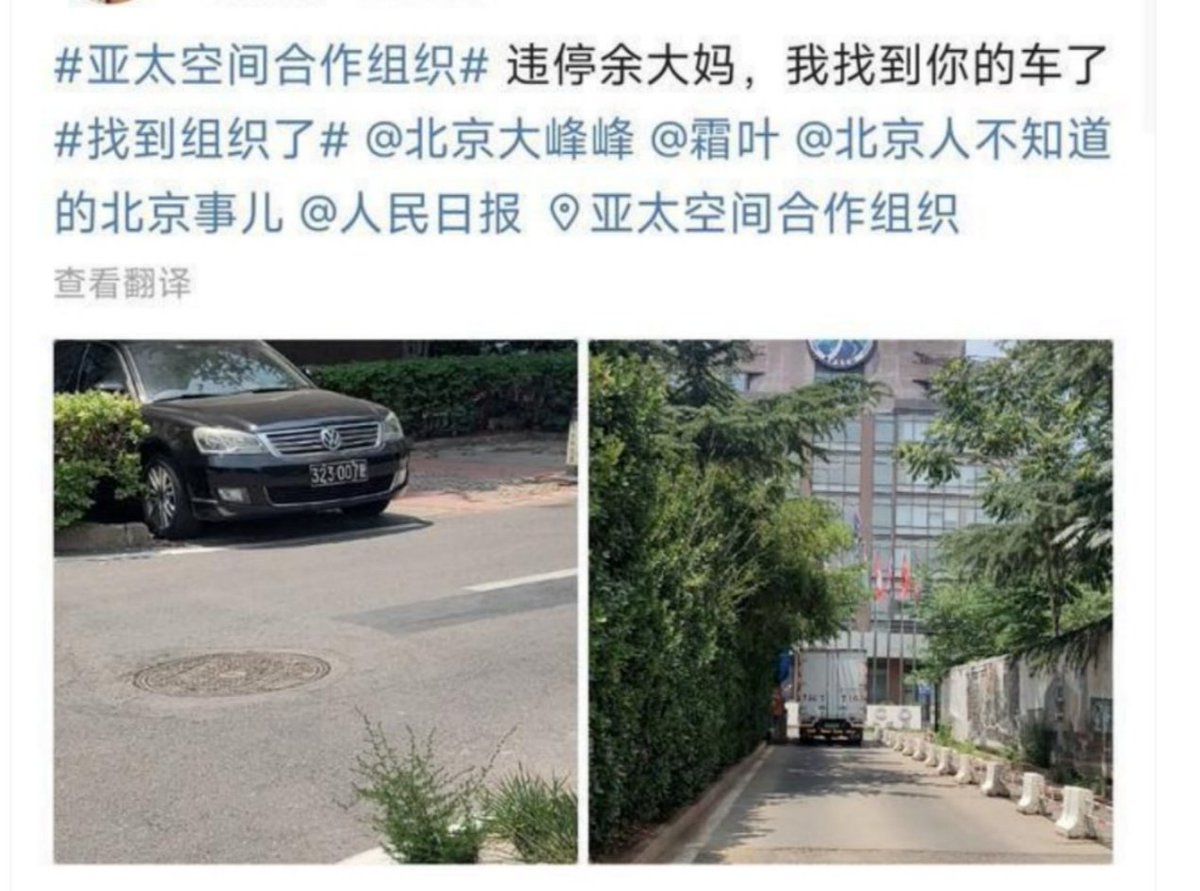 #亚太空间合作组织# 违停余大妈，我找到你的车了
#找到组织了# @北京大峰峰 @霜叶 @北京人不知道
的北京事儿 @人民日报 亚太空间合作组织
查看翻译
323·007